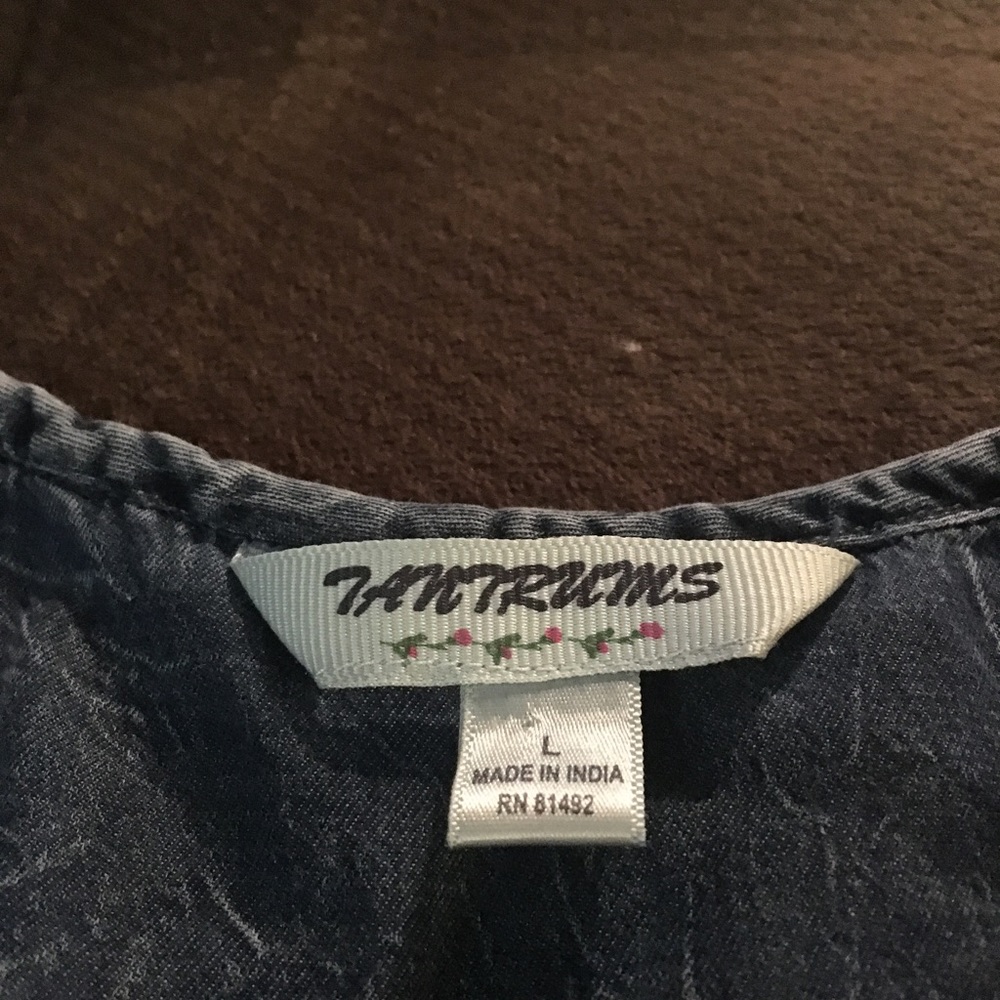 TANTRUMS
L
MADE IN INDIA
RN 81492